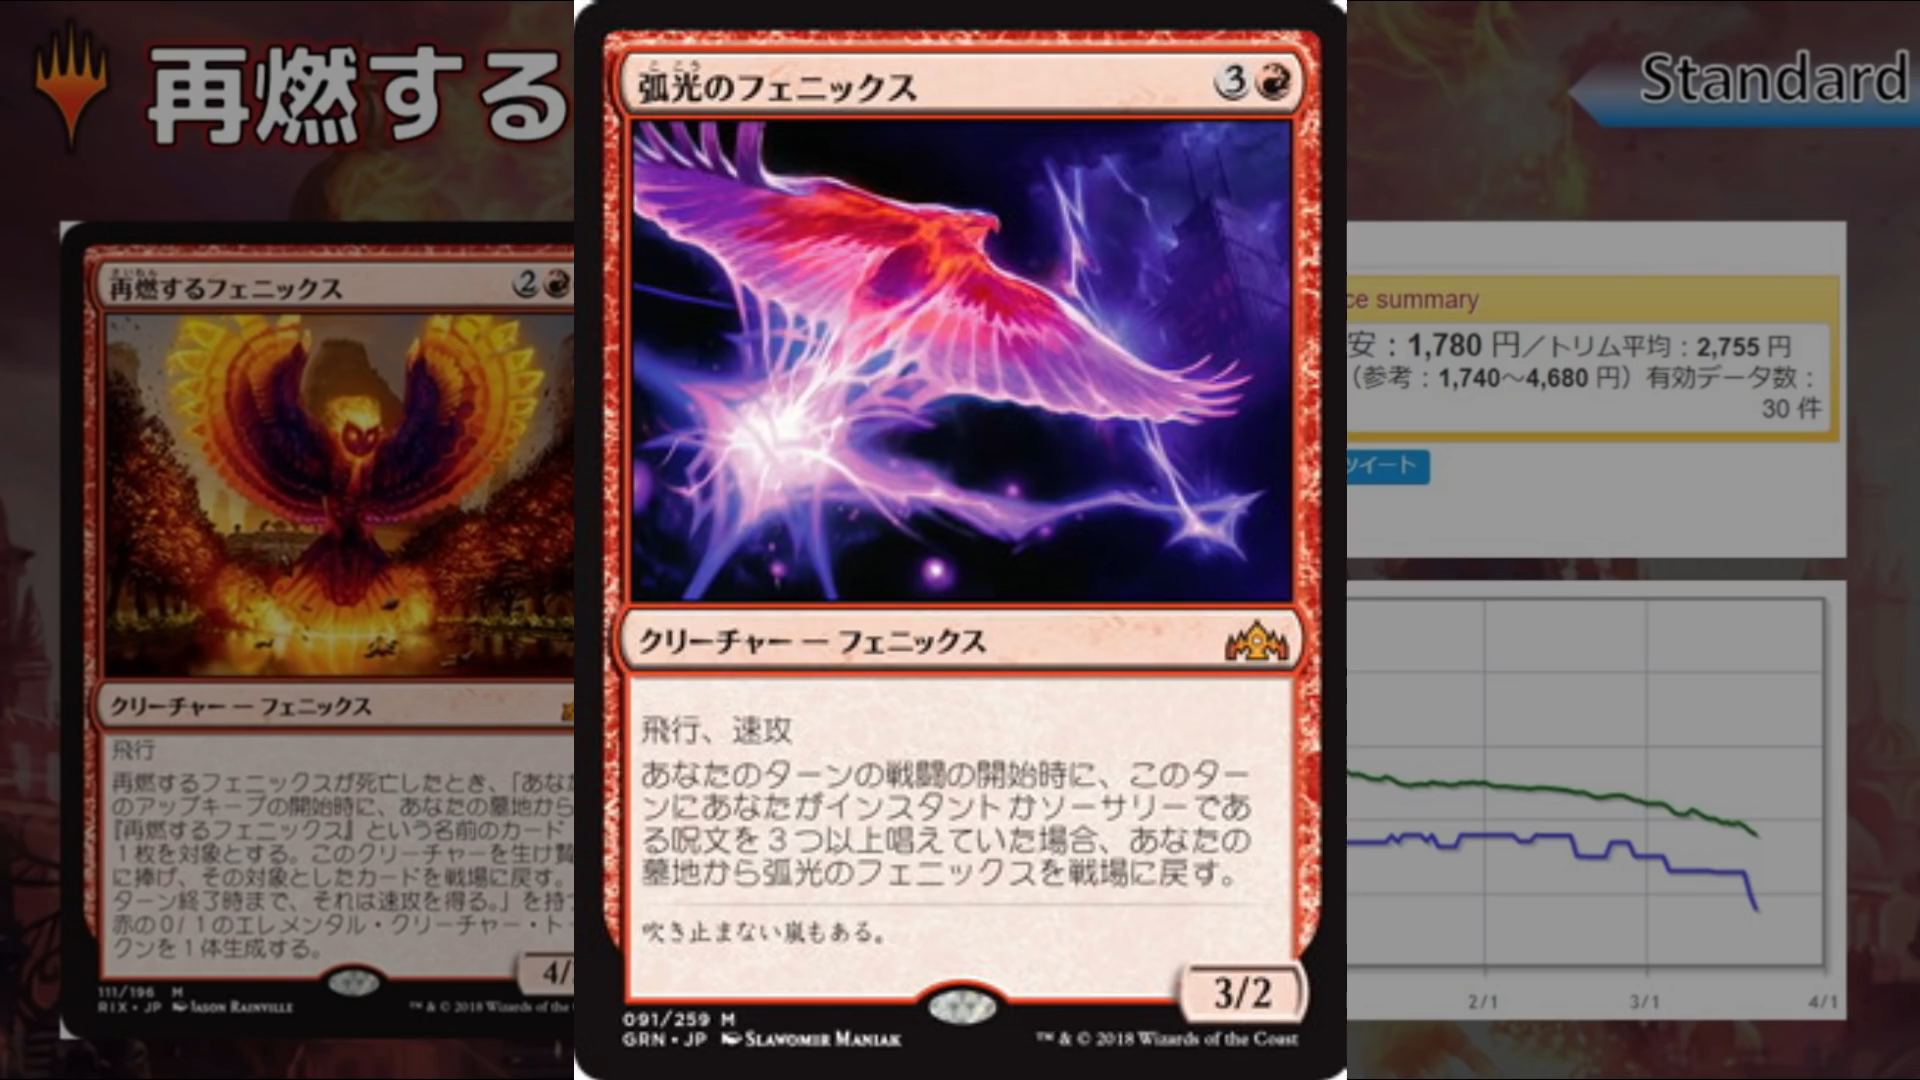 再燃する
Standard
再燃するフェニックス
2
クリーチャー ― フェニックス
飛行
再燃するフェニックスが死亡したとき、「あなた
のアップキープの開始時に、あなたの墓地から
『再燃するフェニックス』という名前のカード
1枚を対象とする。このクリーチャーを生け贄
に捧げ、その対象としたカードを戦場に戻す。
ターン終了時まで、それは速攻を得る。」を持つ
赤の0/1のエレメンタル・クリーチャー・トー
クンを1体生成する。
4/
111/196 M
RIX・JP Jason Rainville
™ & © 2018 Wizards of the
ここう
弧光のフェニックス
3
クリーチャー ― フェニックス
飛行、速攻
あなたのターンの戦闘の開始時に、このター
ンにあなたがインスタントかソーサリーであ
る呪文を3つ以上唱えていた場合、あなたの
墓地から弧光のフェニックスを戦場に戻す。
吹き止まない嵐もある。
3/2
091/259 M
GRN・JP Slawomir Maniak
™ & © 2018 Wizards of the Coast
ce summary
安:1,780 円/トリム平均:2,755 円
(参考:1,740~4,680 円)有効データ数:
30 件
ツイート
2/1
3/1
4/1